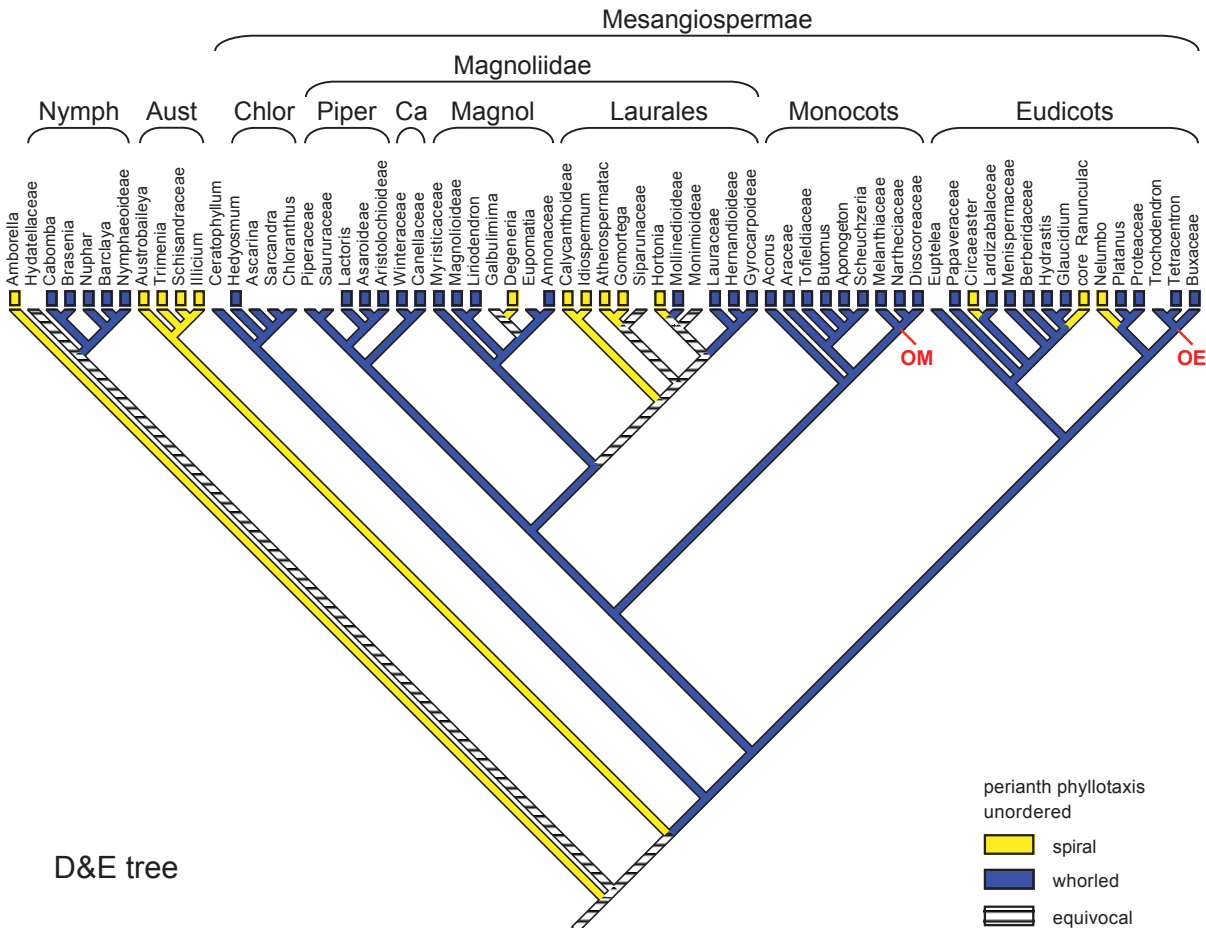 Mesangiospermae
Magnoliidae
Nymph Aust Chlor Piper Ca Magnol Laurales Monocots Eudicots
Amborella
Hydatellaceae
Cabomba
Brasenia
Nuphar
Barclaya
Nymphaeoideae
Austrobaileya
Trimenia
Schisandraceae
Illicium
Ceratophyllum
Hedyosmum
Ascarina
Sarcandra
Chloranthus
Piperaceae
Saururaceae
Lactoris
Asaroideae
Aristolochioideae
Winteraceae
Canellaceae
Myristicaceae
Magnolioideae
Liriodendron
Galbulimima
Degeneria
Eupomatia
Annonaceae
Calycanthoideae
Idiospermum
Atherospermatac
Gomortega
Siparunaceae
Hortonia
Mollinedioideae
Monimioideae
Lauraceae
Hernandioideae
Gyrocarpoideae
Acorus
Araceae
Tofieldiaceae
Butomus
Aponogeton
Scheuchzeria
Melanthiaceae
Nartheciaceae
Dioscoreaceae
Euptelea
Papaveraceae
Circaeaster
Lardizabalaceae
Menispermaceae
Berberidaceae
Hydrastis
Glaucidium
core Ranunculac
Nelumbo
Platanus
Proteaceae
Trochodendron
Tetracentron
Buxaceae
OM
OE
perianth phyllotaxis
unordered
spiral
whorled
equivocal
D&E tree